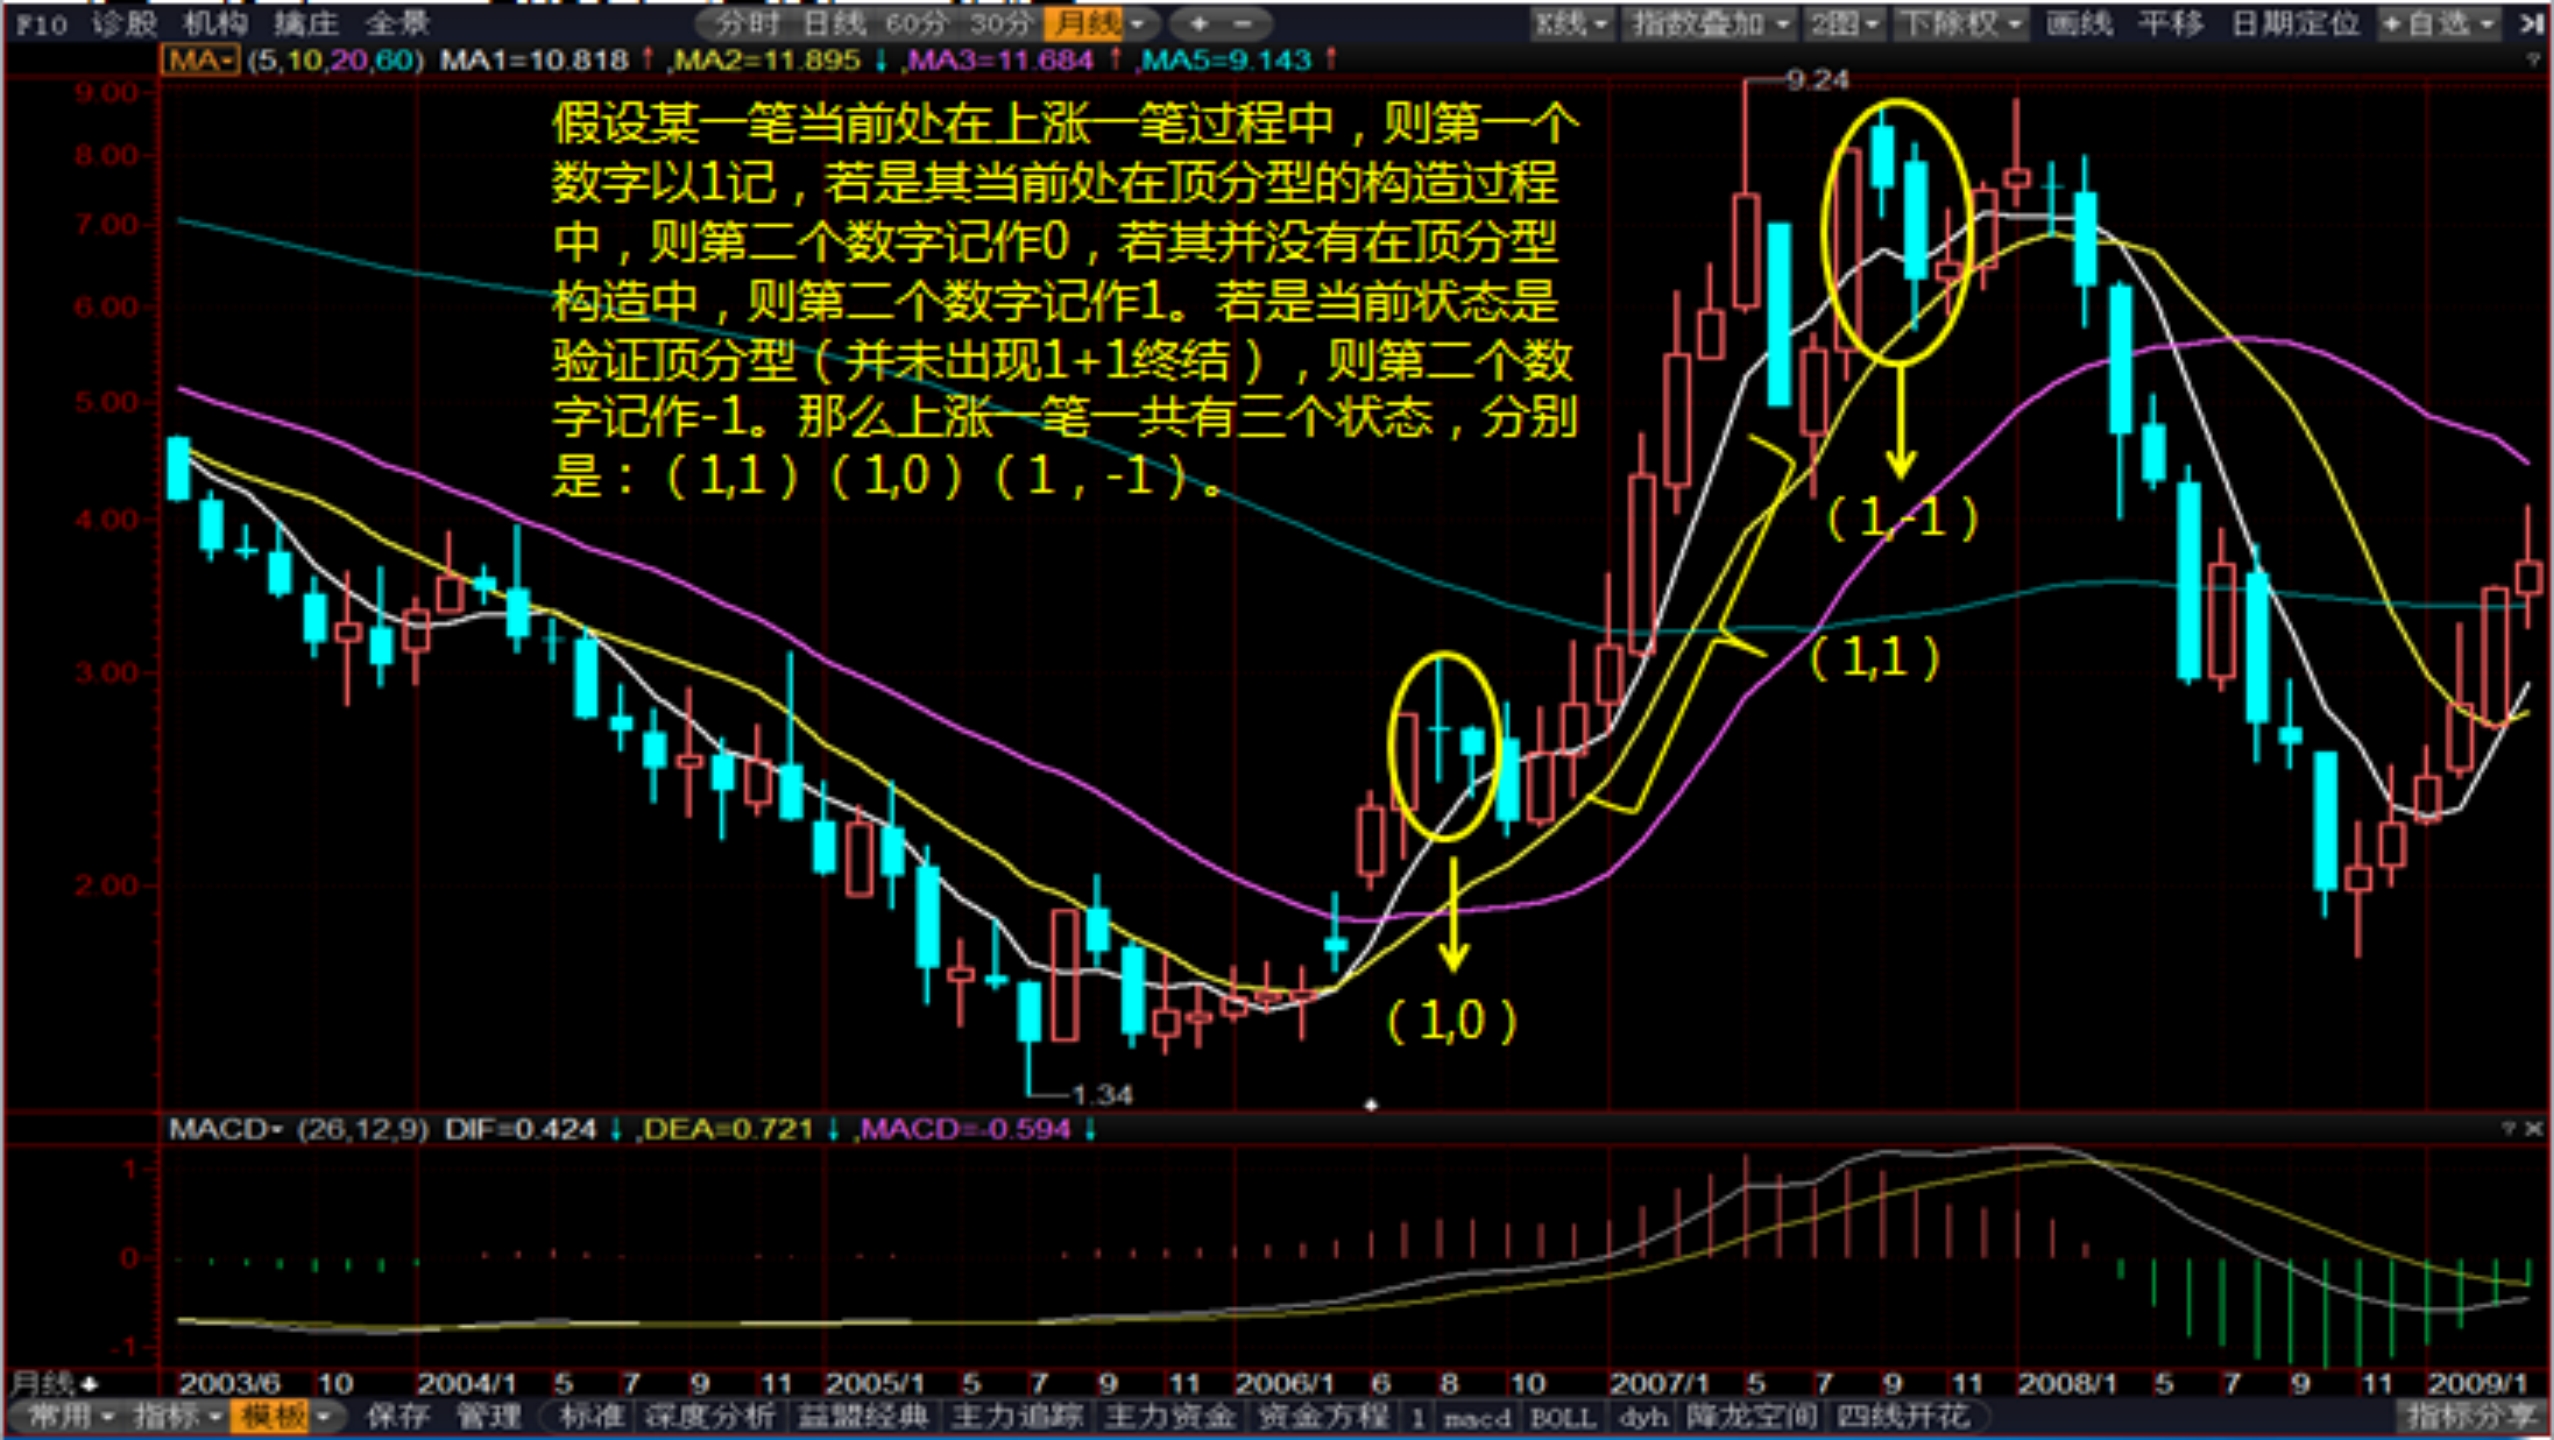 F10 诊股 机构 擒庄 全景 分时 日线 60分 30分 月线 + − K线 指数叠加 2图 下除权 画线 平移 日期定位 +自选
MA (5,10,20,60) MA1=10.818 ↑ ,MA2=11.895 ↓ ,MA3=11.684 ↑ ,MA5=9.143 ↑
9.24
9.00
8.00
7.00
6.00
5.00
4.00
3.00
2.00
假设某一笔当前处在上涨一笔过程中，则第一个
数字以1记，若是其当前处在顶分型的构造过程
中，则第二个数字记作0，若其并没有在顶分型
构造中，则第二个数字记作1。若是当前状态是
验证顶分型（并未出现1+1终结），则第二个数
字记作-1。那么上涨一笔一共有三个状态，分别
是：（1,1）（1,0）（1，-1）。
（1,-1）
（1,1）
（1,0）
1.34
MACD (26,12,9) DIF=0.424 ↓ ,DEA=0.721 ↓ ,MACD=-0.594 ↓
1
0
-1
月线 2003/6 10 2004/1 5 7 9 11 2005/1 5 7 9 11 2006/1 6 8 10 2007/1 5 7 9 11 2008/1 5 7 9 11 2009/1
常用 指标 模板 保存 管理 标准 深度分析 益盟经典 主力追踪 主力资金 资金方程 1 macd BOLL dyh 降龙空间 四线开花 指标分享